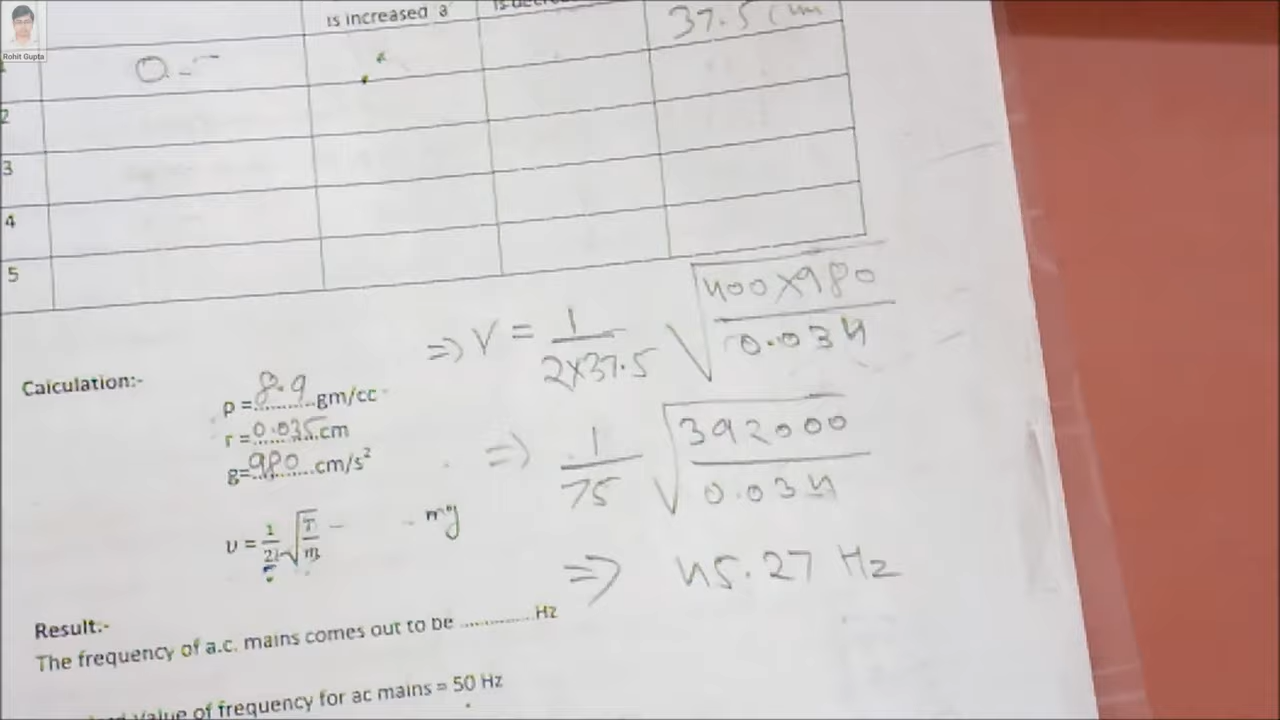 Rohit Gupta
is increased a
37.5 cm
2
3
4
5
=> ν = 1 / 2×37.5 √ 400×980 / 0.034
Calculation:-
ρ = 8.9 gm/cc
r = 0.035 cm
g= 980 cm/s²
=> 1 / 75 √ 392000 / 0.034
υ = 1/2l √ T/m mg
=> 45.27 Hz
Result:-
The frequency of a.c. mains comes out to be ..............Hz
Value of frequency for ac mains = 50 Hz